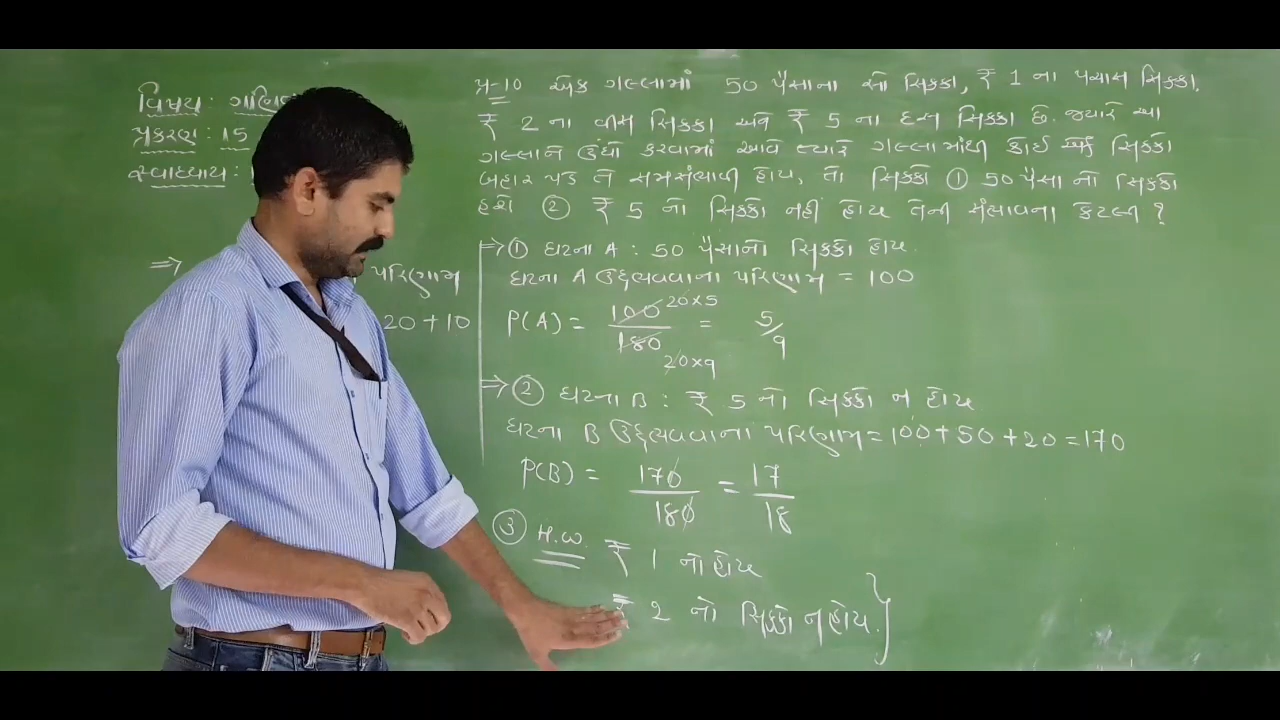 વિષય : ગણિત
પ્રકરણ : 15
સ્વાધ્યાય :
પ્ર-10 એક ગલ્લામાં 50 પૈસાના સો સિક્કા, ₹ 1 ના પચાસ સિક્કા,
₹ 2 ના વીસ સિક્કા અને ₹ 5 ના દસ સિક્કા છે. જ્યારે આ
ગલ્લાને ઉંધો કરવામાં આવે ત્યારે ગલ્લામાંથી કોઈ એક સિક્કો
બહાર પડે તે સમસંભાવી હોય, તો સિક્કો ① 50 પૈસા નો સિક્કો
હશે ② ₹ 5 નો સિક્કો નહીં હોય તેની સંભાવના કેટલી ?
⇒ પરિણામ
20 + 10
⇒ ① ઘટના A : 50 પૈસાનો સિક્કો હોય.
ઘટના A ઉદ્દભવવાના પરિણામ = 100
P(A) = 100/180 = 5/9
20×5
20×9
⇒ ② ઘટના B : ₹ 5 નો સિક્કો ન હોય
ઘટના B ઉદ્દભવવાના પરિણામ = 100 + 50 + 20 = 170
P(B) = 170/180 = 17/18
③ H.W. ₹ 1 નો હોય
₹ 2 નો સિક્કો ન હોય. }